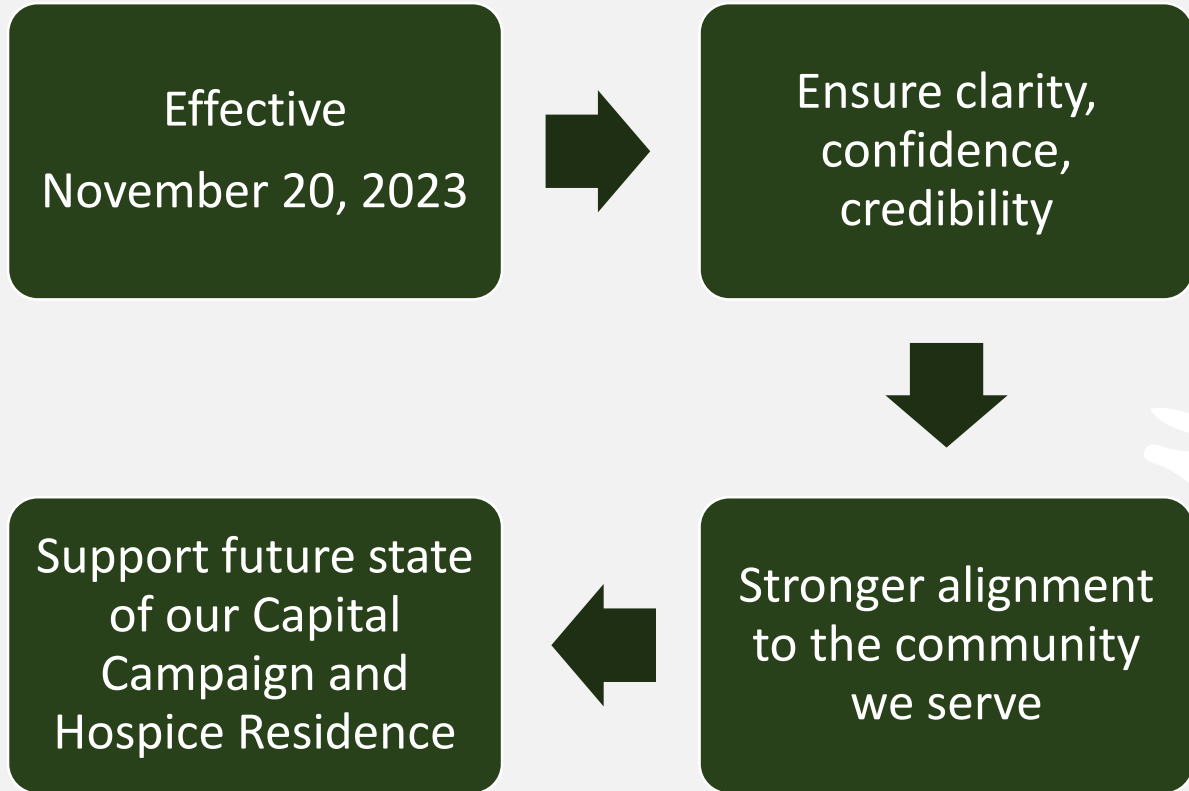 Effective
November 20, 2023
Ensure clarity,
confidence,
credibility
Stronger alignment
to the community
we serve
Support future state
of our Capital
Campaign and
Hospice Residence